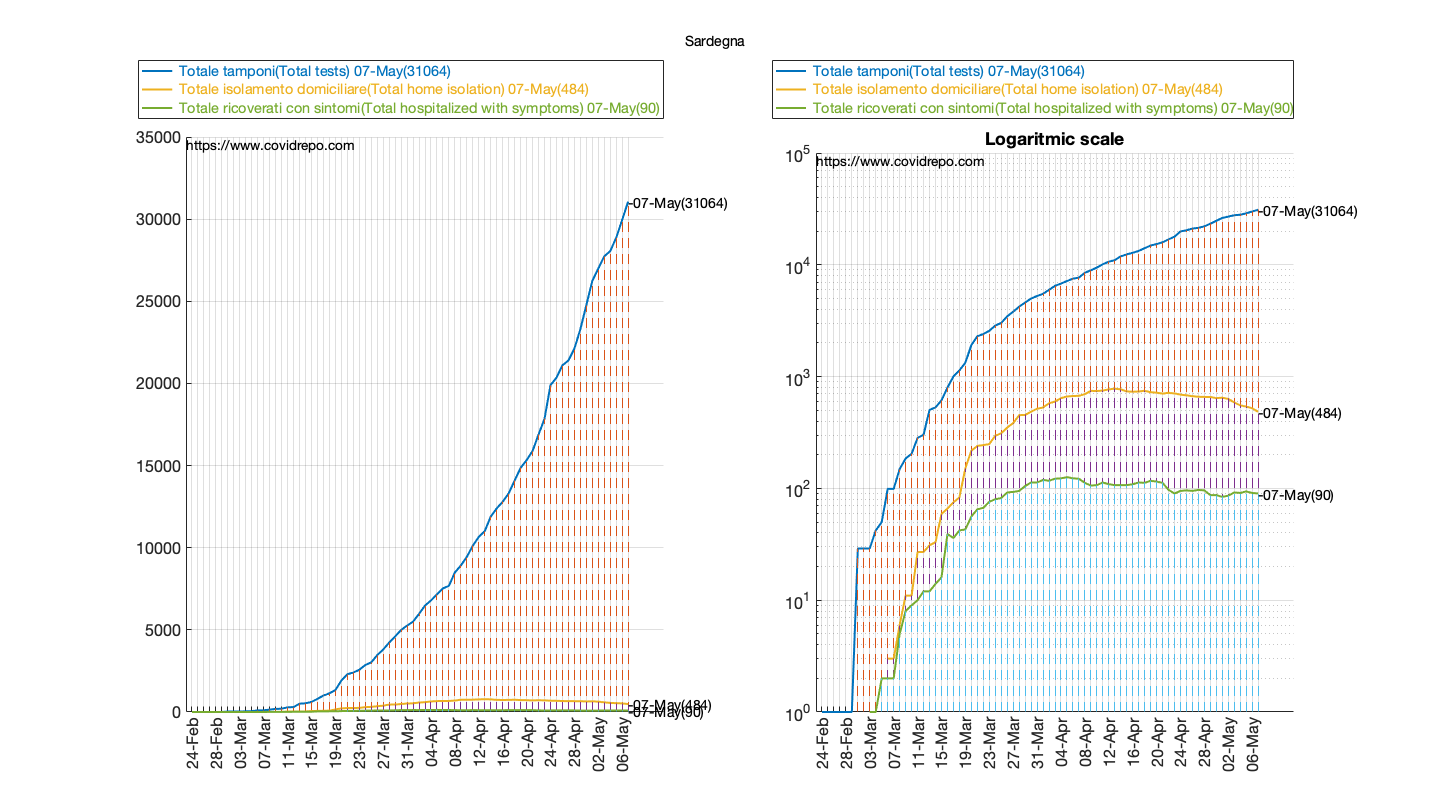 Sardegna
Totale tamponi(Total tests) 07-May(31064)
Totale isolamento domiciliare(Total home isolation) 07-May(484)
Totale ricoverati con sintomi(Total hospitalized with symptoms) 07-May(90)
35000
https://www.covidrepo.com
30000
25000
20000
15000
10000
5000
0
-07-May(31064)
-07-May(484)
-07-May(90)
24-Feb
28-Feb
03-Mar
07-Mar
11-Mar
15-Mar
19-Mar
23-Mar
27-Mar
31-Mar
04-Apr
08-Apr
12-Apr
16-Apr
20-Apr
24-Apr
28-Apr
02-May
06-May
Totale tamponi(Total tests) 07-May(31064)
Totale isolamento domiciliare(Total home isolation) 07-May(484)
Totale ricoverati con sintomi(Total hospitalized with symptoms) 07-May(90)
Logaritmic scale
10^5
https://www.covidrepo.com
10^4
10^3
10^2
10^1
10^0
-07-May(31064)
-07-May(484)
-07-May(90)
24-Feb
28-Feb
03-Mar
07-Mar
11-Mar
15-Mar
19-Mar
23-Mar
27-Mar
31-Mar
04-Apr
08-Apr
12-Apr
16-Apr
20-Apr
24-Apr
28-Apr
02-May
06-May